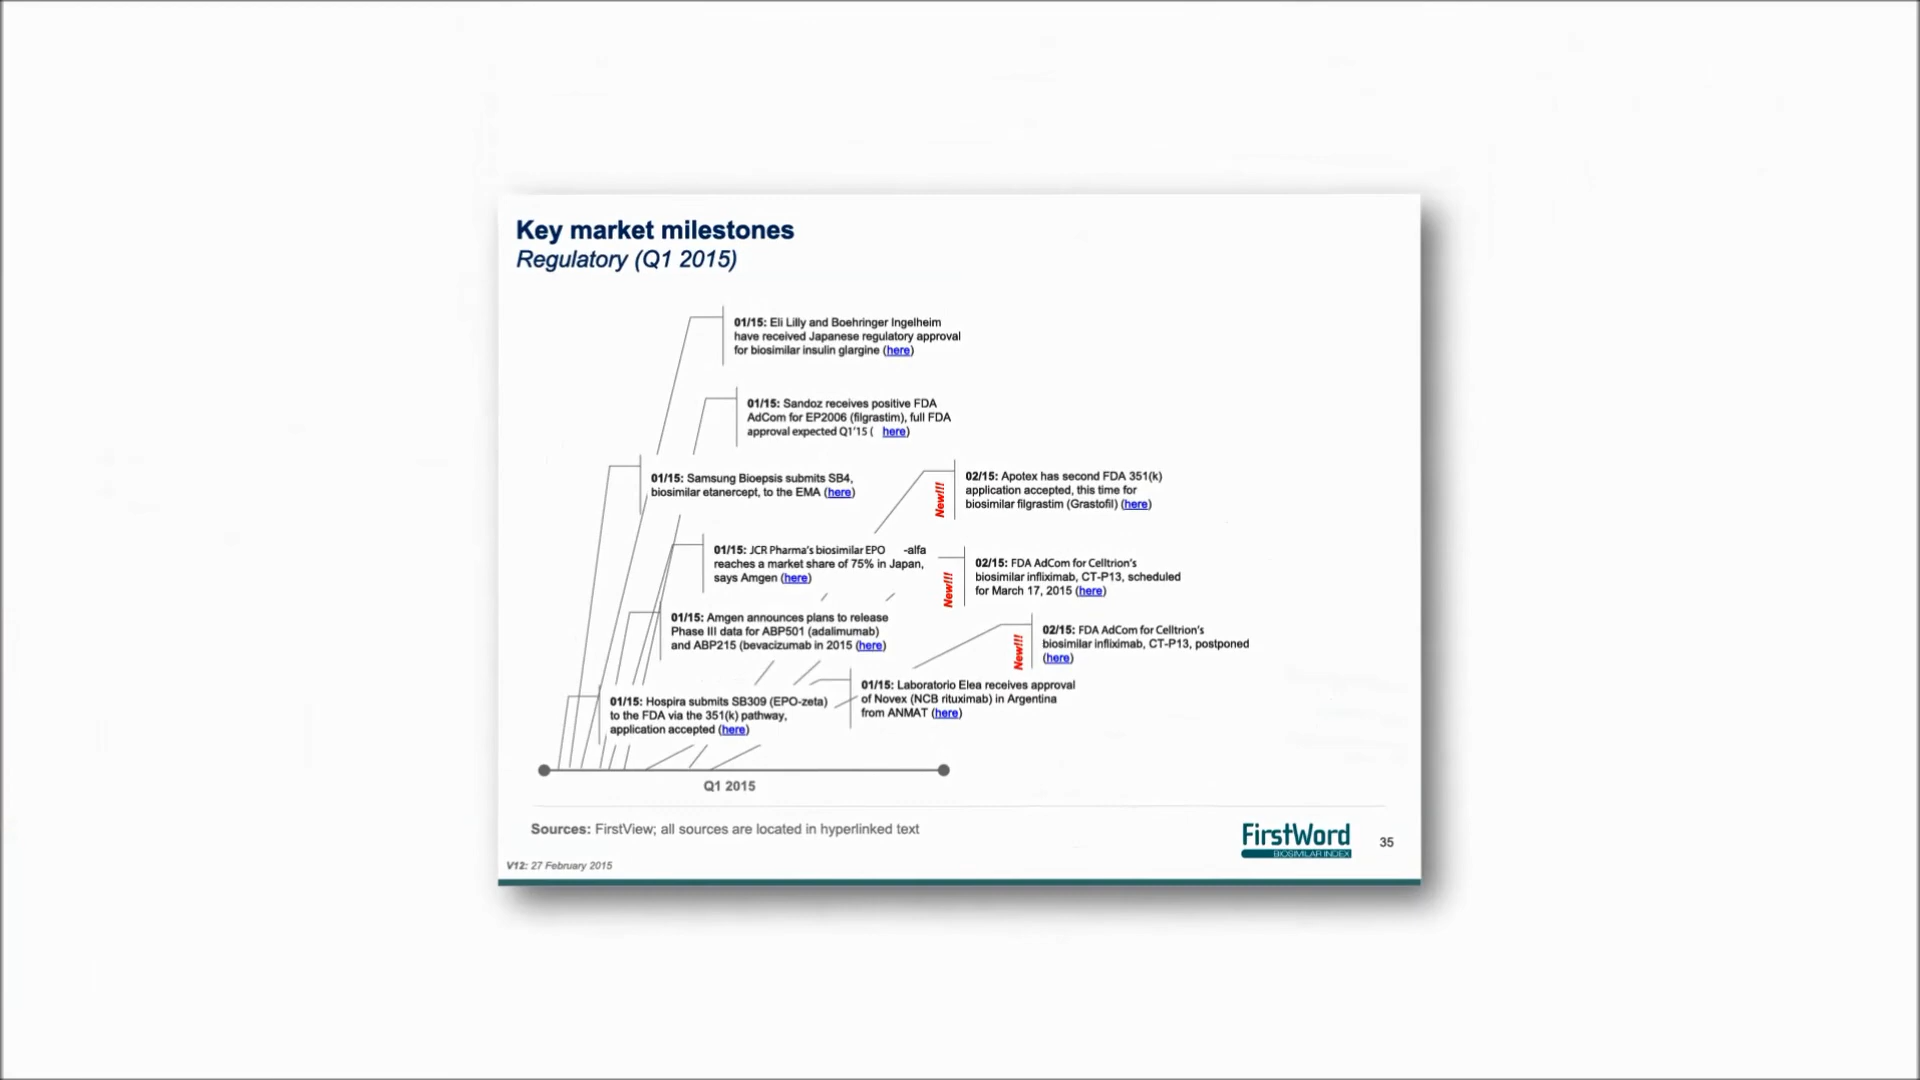 Key market milestones
Regulatory (Q1 2015)
01/15: Eli Lilly and Boehringer Ingelheim
have received Japanese regulatory approval
for biosimilar insulin glargine (here)
01/15: Sandoz receives positive FDA
AdCom for EP2006 (filgrastim), full FDA
approval expected Q1'15 ( here)
01/15: Samsung Bioepsis submits SB4,
biosimilar etanercept, to the EMA (here)
New!!!
02/15: Apotex has second FDA 351(k)
application accepted, this time for
biosimilar filgrastim (Grastofil) (here)
01/15: JCR Pharma's biosimilar EPO -alfa
reaches a market share of 75% in Japan,
says Amgen (here)
New!!!
02/15: FDA AdCom for Celltrion's
biosimilar infliximab, CT-P13, scheduled
for March 17, 2015 (here)
01/15: Amgen announces plans to release
Phase III data for ABP501 (adalimumab)
and ABP215 (bevacizumab in 2015 (here)
New!!!
02/15: FDA AdCom for Celltrion's
biosimilar infliximab, CT-P13, postponed
(here)
01/15: Hospira submits SB309 (EPO-zeta)
to the FDA via the 351(k) pathway,
application accepted (here)
01/15: Laboratorio Elea receives approval
of Novex (NCB rituximab) in Argentina
from ANMAT (here)
Q1 2015
Sources: FirstView; all sources are located in hyperlinked text
FirstWord
BIOSIMILAR INDEX
35
V12: 27 February 2015